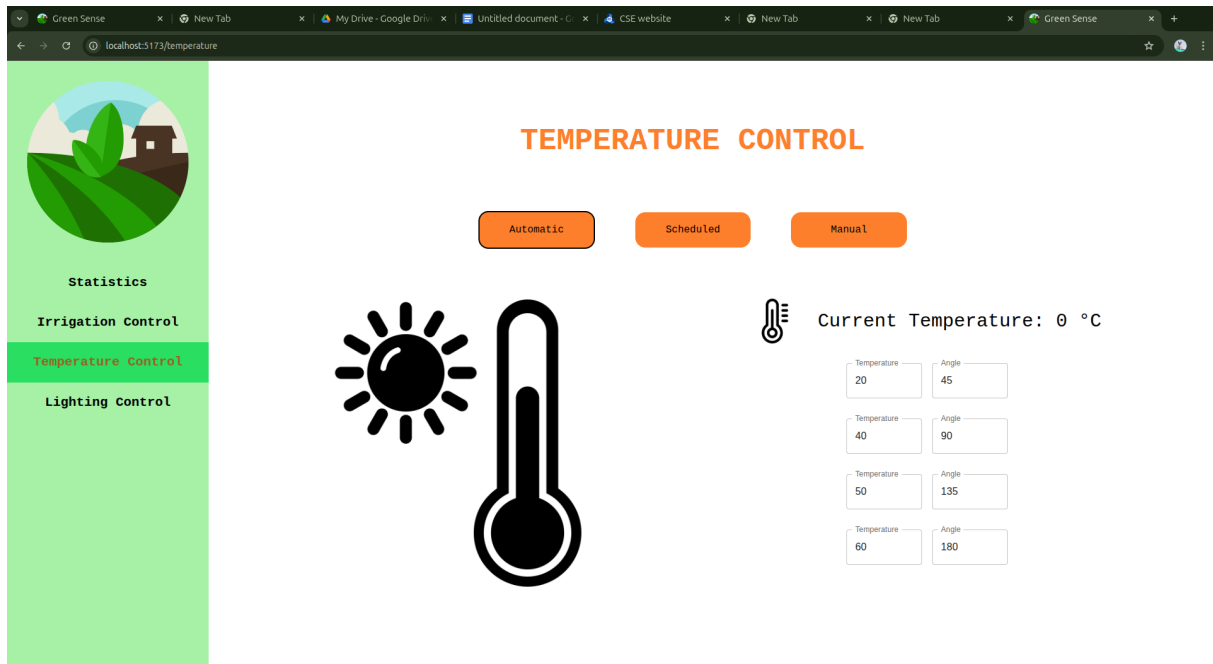 Green Sense
New Tab
My Drive - Google Driv
Untitled document - G
CSE website
New Tab
New Tab
Green Sense
localhost:5173/temperature
TEMPERATURE CONTROL
Automatic Scheduled Manual
Statistics
Irrigation Control
Temperature Control
Lighting Control
Current Temperature: 0 °C
Temperature Angle
20 45
Temperature Angle
40 90
Temperature Angle
50 135
Temperature Angle
60 180